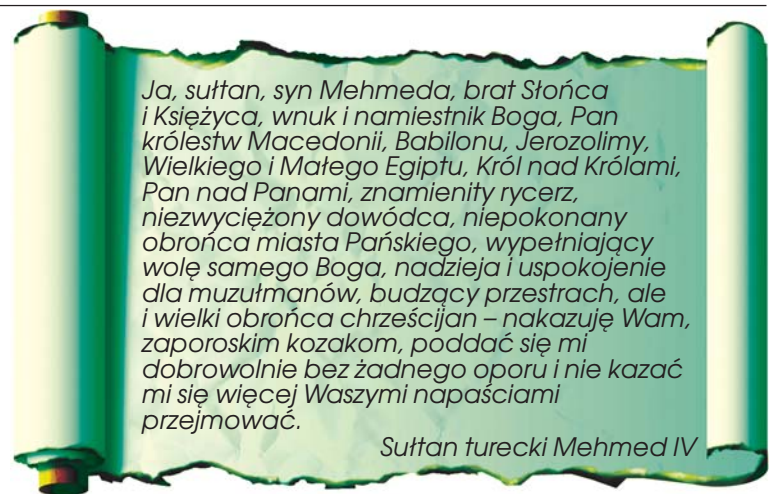 Ja, sułtan, syn Mehmeda, brat Słońca
i Księżyca, wnuk i namiestnik Boga, Pan
królestw Macedonii, Babilonu, Jerozolimy,
Wielkiego i Małego Egiptu, Król nad Królami,
Pan nad Panami, znamienity rycerz,
niezwyciężony dowódca, niepokonany
obrońca miasta Pańskiego, wypełniający
wolę samego Boga, nadzieja i uspokojenie
dla muzułmanów, budzący przestrach, ale
i wielki obrońca chrześcijan – nakazuję Wam,
zaporoskim kozakom, poddać się mi
dobrowolnie bez żadnego oporu i nie kazać
mi się więcej Waszymi napaściami
przejmować.
Sułtan turecki Mehmed IV